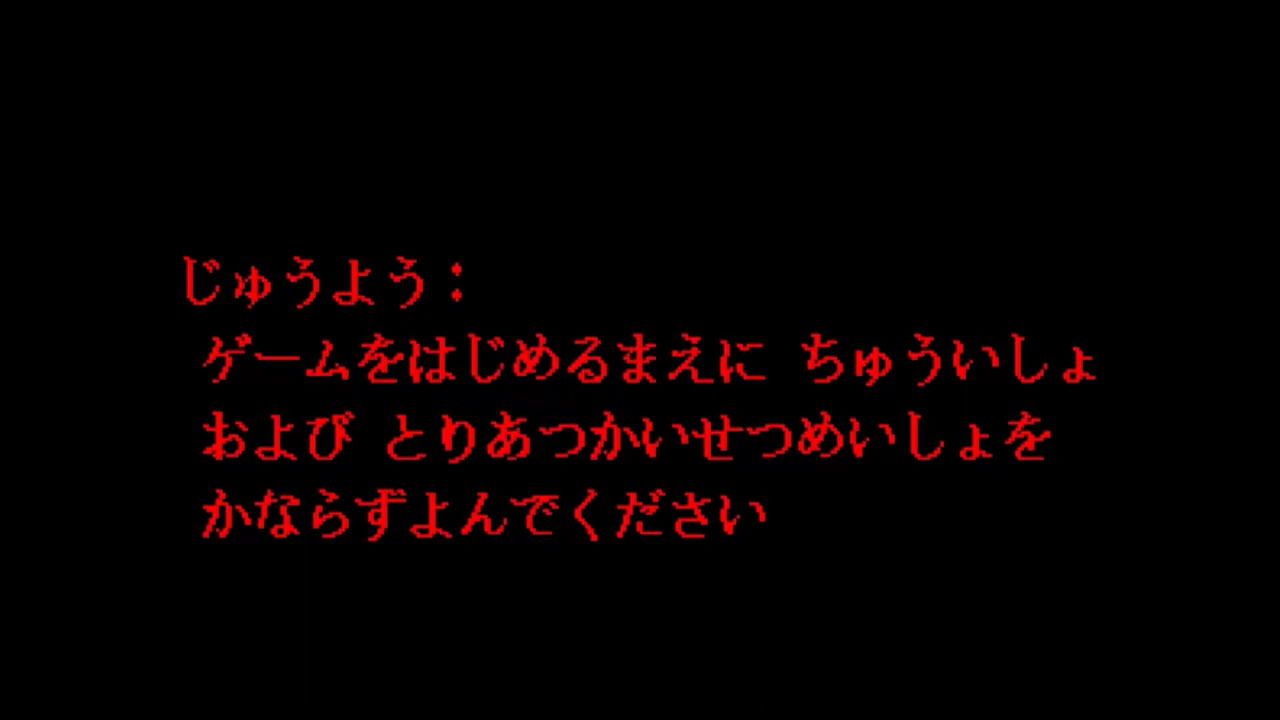 じゅうよう：
ゲームをはじめるまえに ちゅういしょ
および とりあつかいせつめいしょを
かならずよんでください